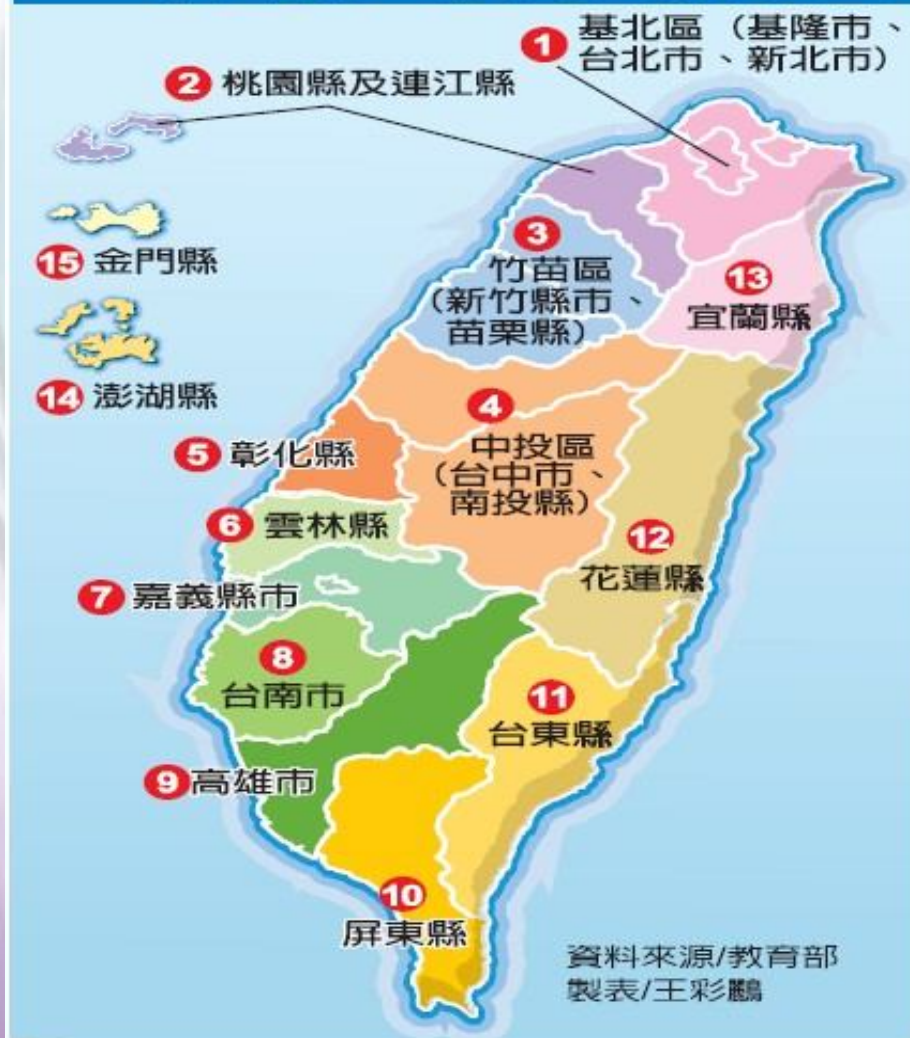 1 基北區（基隆市、
台北市、新北市）
2 桃園縣及連江縣
3
竹苗區
（新竹縣市、
苗栗縣）
13
宜蘭縣
15 金門縣
14 澎湖縣
4
中投區
（台中市、
南投縣）
5 彰化縣
6 雲林縣
12
花蓮縣
7 嘉義縣市
8
台南市
11
台東縣
9 高雄市
10
屏東縣
資料來源/教育部
製表/王彩鸝